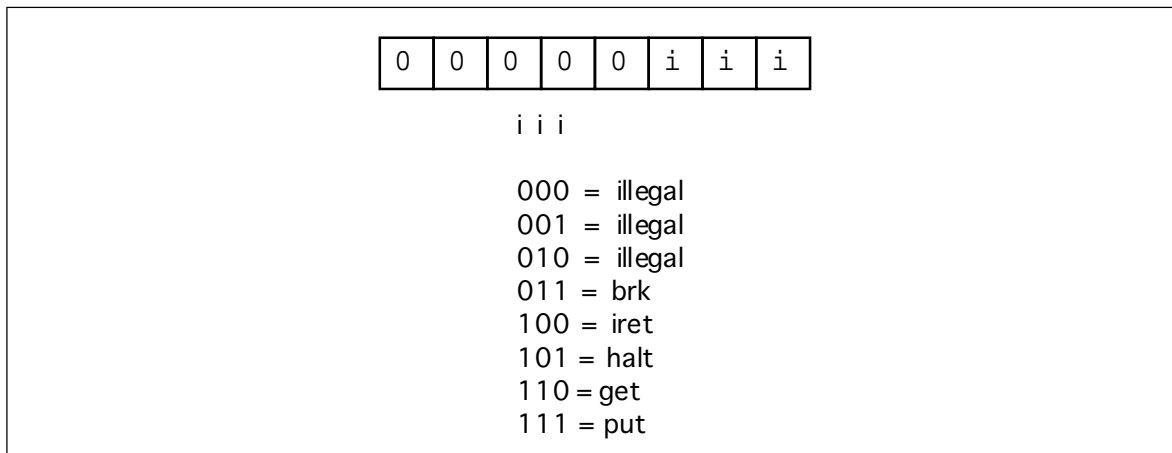 0 0 0 0 0 i i i
i i i
000 = illegal
001 = illegal
010 = illegal
011 = brk
100 = iret
101 = halt
110 = get
111 = put